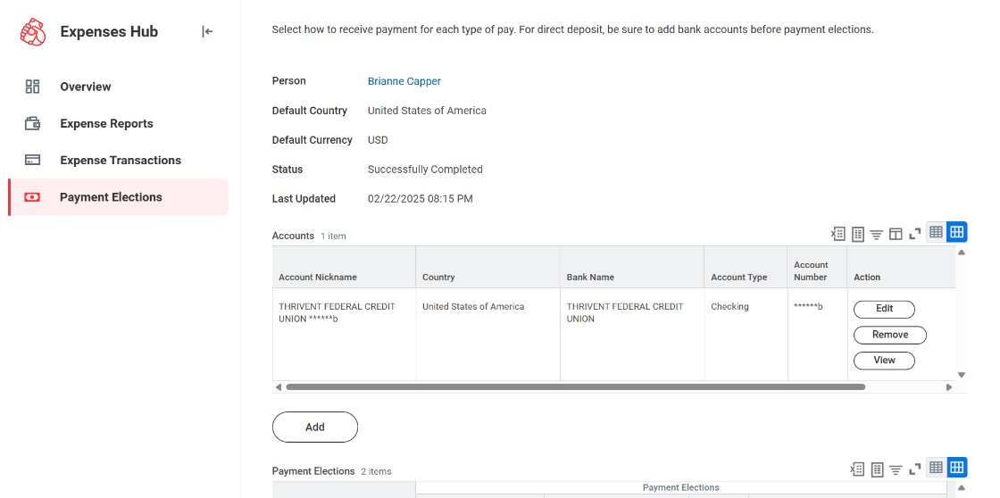 Expenses Hub
Overview
Expense Reports
Expense Transactions
Payment Elections
Select how to receive payment for each type of pay. For direct deposit, be sure to add bank accounts before payment elections.
Person Brianne Capper
Default Country United States of America
Default Currency USD
Status Successfully Completed
Last Updated 02/22/2025 08:15 PM
Accounts 1 item
Account Nickname Country Bank Name Account Type Account Number Action
THRIVENT FEDERAL CREDIT UNION ******b United States of America THRIVENT FEDERAL CREDIT UNION Checking ******b Edit
Remove
View
Add
Payment Elections 2 items
Payment Elections